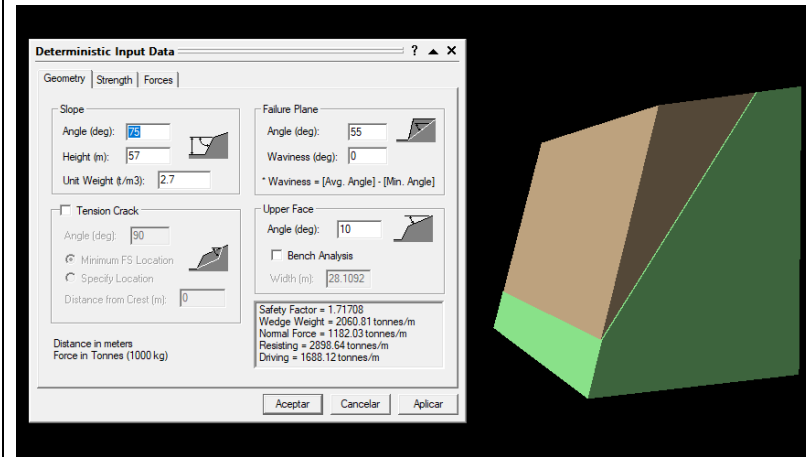 Deterministic Input Data ? ▲ X
Geometry Strength Forces
Slope
Angle (deg): 75
Height (m): 57
Unit Weight (t/m3): 2.7
Failure Plane
Angle (deg): 55
Waviness (deg): 0
* Waviness = [Avg. Angle] - [Min. Angle]
Tension Crack
Angle (deg): 90
Minimum FS Location
Specify Location
Distance from Crest (m): 0
Upper Face
Angle (deg): 10
Bench Analysis
Width (m): 28.1092
Distance in meters
Force in Tonnes (1000 kg)
Safety Factor = 1.71708
Wedge Weight = 2060.81 tonnes/m
Normal Force = 1182.03 tonnes/m
Resisting = 2898.64 tonnes/m
Driving = 1688.12 tonnes/m
Aceptar Cancelar Aplicar